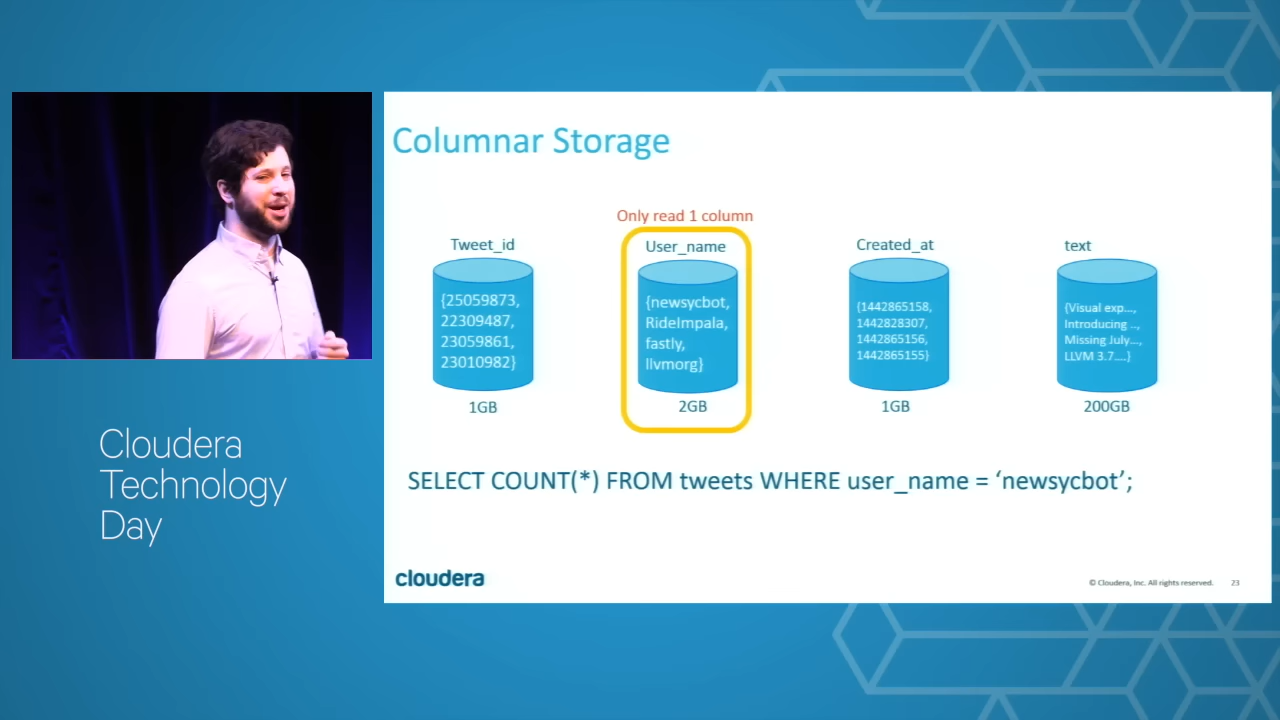 Columnar Storage
Only read 1 column
Tweet_id
{25059873,
22309487,
23059861,
23010982}
1GB
User_name
{newsycbot,
RideImpala,
fastly,
llvmorg}
2GB
Created_at
{1442865158,
1442828307,
1442865156,
1442865155}
1GB
text
{Visual exp...,
Introducing ..,
Missing July...,
LLVM 3.7....}
200GB
SELECT COUNT(*) FROM tweets WHERE user_name = ‘newsycbot’;
cloudera
© Cloudera, Inc. All rights reserved.
23
Cloudera
Technology
Day